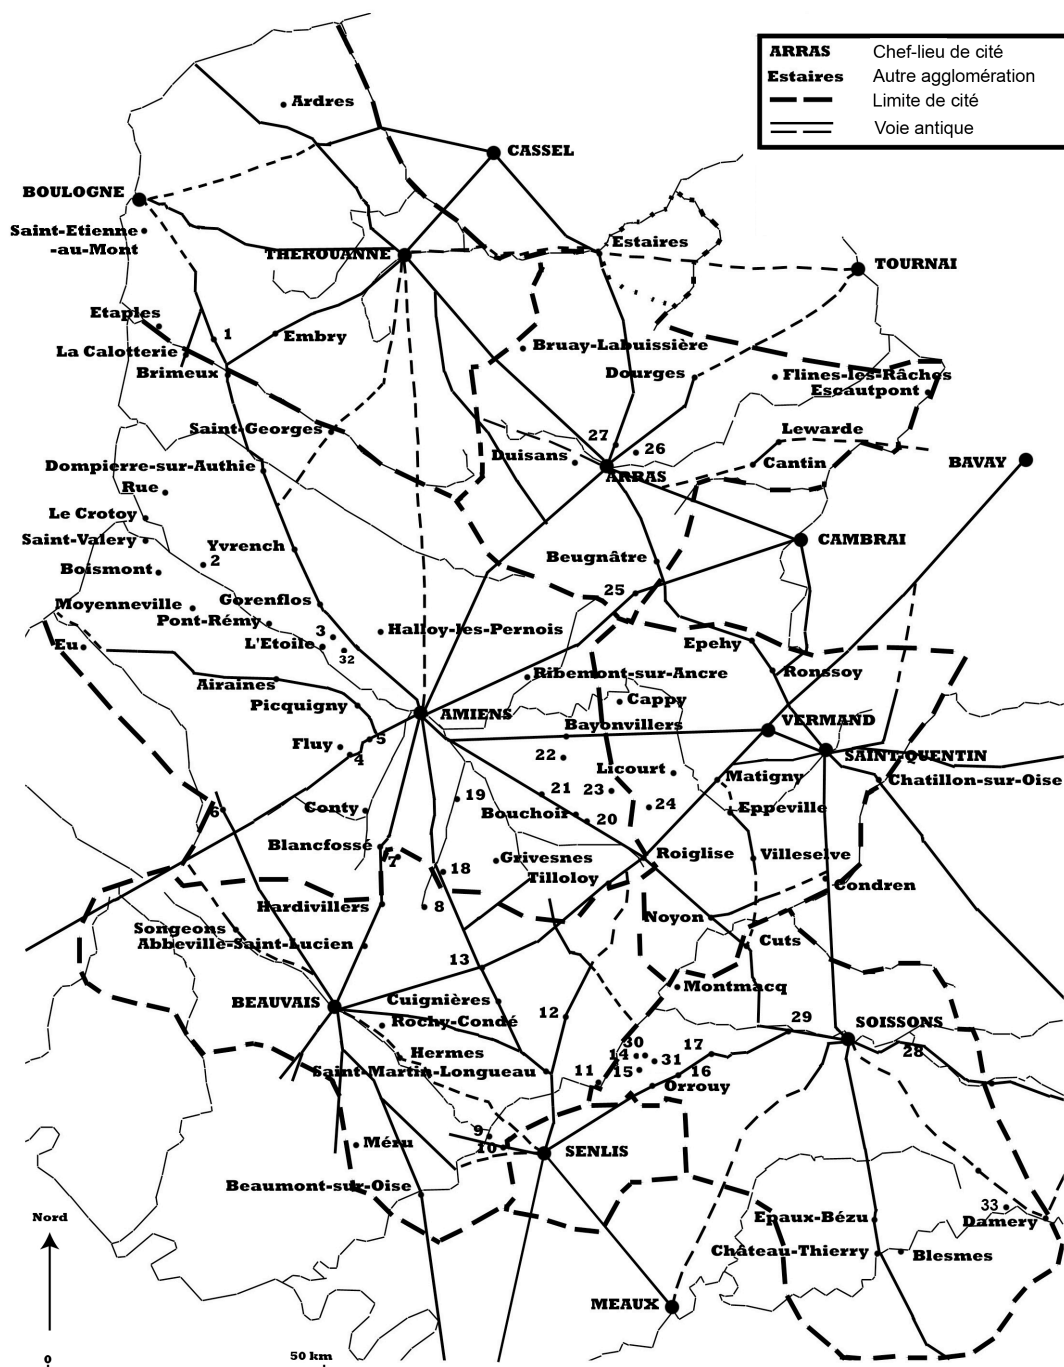 ARRAS Chef-lieu de cité
Estaires Autre agglomération
Limite de cité
Voie antique
Ardres
CASSEL
BOULOGNE
Saint-Etienne
-au-Mont
THEROUANNE
Estaires
TOURNAI
Etaples
1
Embry
La Calotterie
Bruay-Labuissière
Brimeux
Dourges
Flines-les-Râches
Escautpont
Saint-Georges
27
26
Lewarde
Duisans
Dompierre-sur-Authie
Cantin
BAVAY
ARRAS
Rue
Le Crotoy
Saint-Valery
Yvrench
CAMBRAI
2
Beugnâtre
Boismont
25
Moyenneville
Gorenflos
Pont-Rémy
3
Halloy-les-Pernois
Eu
L'Etoile
32
Epehy
Ribemont-sur-Ancre
Ronssoy
Airaines
Cappy
Picquigny
AMIENS
Bayonvillers
VERMAND
Fluy
5
4
22
SAINT-QUENTIN
Licourt
Matigny
Chatillon-sur-Oise
6
Conty
19
21
23
24
Eppeville
Bouchoir
20
Blancfossé
7
Grivesnes
Roiglise
Villeselve
18
Tilloloy
Condren
Hardivillers
8
Noyon
Songeons
Abbeville-Saint-Lucien
Cuts
13
Montmacq
BEAUVAIS
Cuignières
12
Rochy-Condé
29
SOISSONS
30
17
28
Hermes
14
31
Saint-Martin-Longueau
11
15
16
Orrouy
9
10
Méru
SENLIS
Beaumont-sur-Oise
33
Nord
Epaux-Bézu
Damery
Château-Thierry
Blesmes
MEAUX
0
50 km